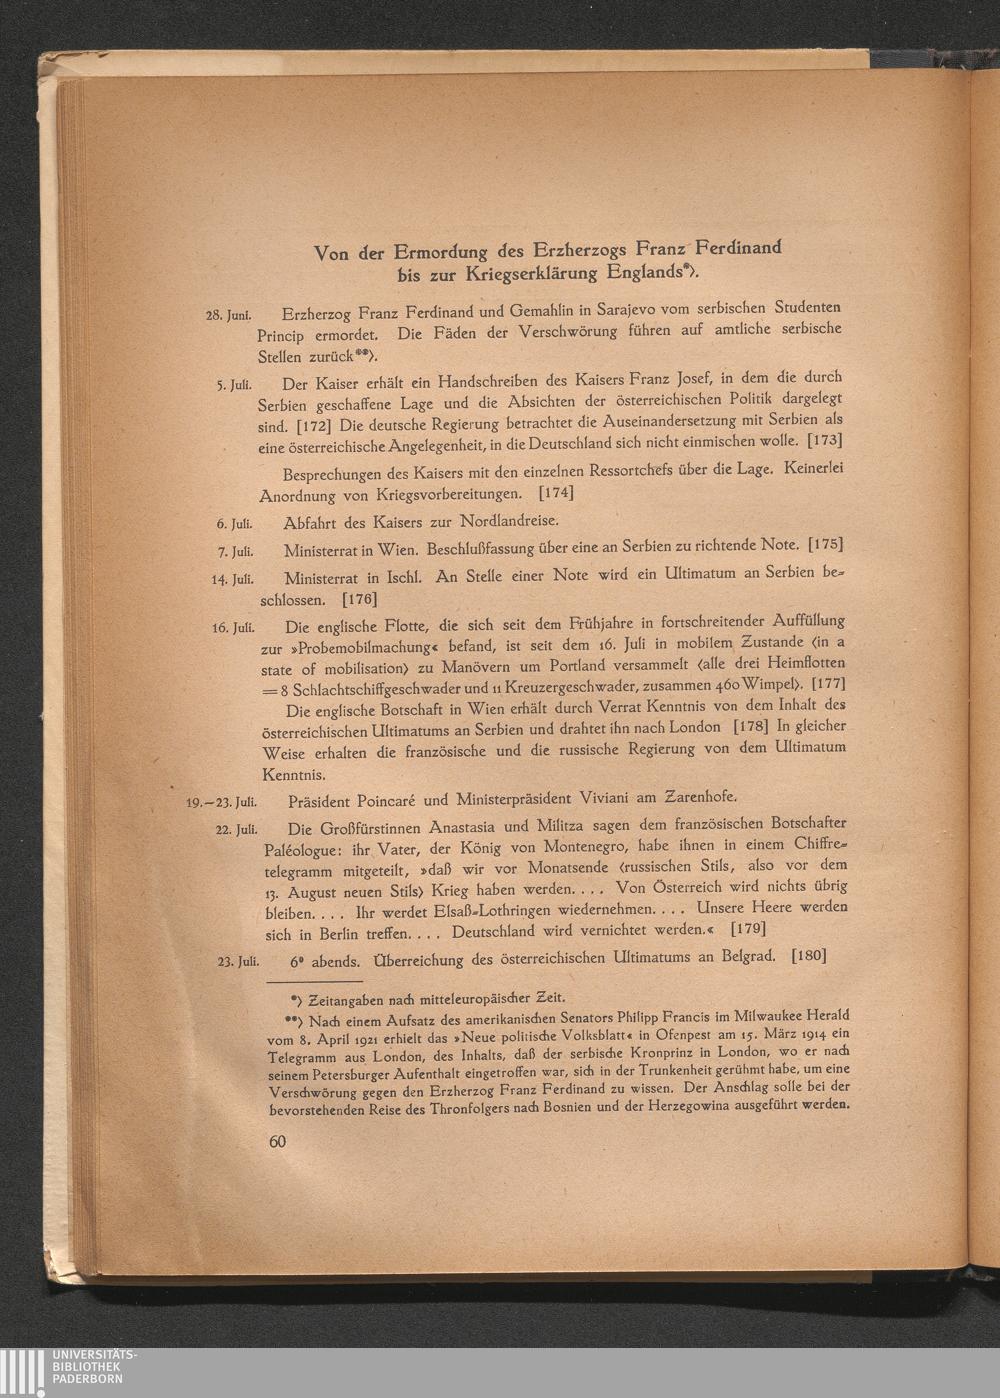 Von der Ermordung des Erzherzogs Franz Ferdinand
bis zur Kriegserklärung Englands*).
28. Juni. Erzherzog Franz Ferdinand und Gemahlin in Sarajevo vom serbischen Studenten
Princip ermordet. Die Fäden der Verschwörung führen auf amtliche serbische
Stellen zurück**).
5. Juli. Der Kaiser erhält ein Handschreiben des Kaisers Franz Josef, in dem die durch
Serbien geschaffene Lage und die Absichten der österreichischen Politik dargelegt
sind. [172] Die deutsche Regierung betrachtet die Auseinandersetzung mit Serbien als
eine österreichische Angelegenheit, in die Deutschland sich nicht einmischen wolle. [173]
Besprechungen des Kaisers mit den einzelnen Ressortchefs über die Lage. Keinerlei
Anordnung von Kriegsvorbereitungen. [174]
6. Juli. Abfahrt des Kaisers zur Nordlandreise.
7. Juli. Ministerrat in Wien. Beschlußfassung über eine an Serbien zu richtende Note. [175]
14. Juli. Ministerrat in Ischl. An Stelle einer Note wird ein Ultimatum an Serbien be-
schlossen. [176]
16. Juli. Die englische Flotte, die sich seit dem Frühjahre in fortschreitender Auffüllung
zur »Probemobilmachung« befand, ist seit dem 16. Juli in mobilem Zustande (in a
state of mobilisation) zu Manövern um Portland versammelt (alle drei Heimflotten
= 8 Schlachtschiffgeschwader und 11 Kreuzergeschwader, zusammen 460 Wimpel). [177]
Die englische Botschaft in Wien erhält durch Verrat Kenntnis von dem Inhalt des
österreichischen Ultimatums an Serbien und drahtet ihn nach London [178] In gleicher
Weise erhalten die französische und die russische Regierung von dem Ultimatum
Kenntnis.
19.—23. Juli. Präsident Poincaré und Ministerpräsident Viviani am Zarenhofe.
22. Juli. Die Großfürstinnen Anastasia und Militza sagen dem französischen Botschafter
Paléologue: ihr Vater, der König von Montenegro, habe ihnen in einem Chiffre-
telegramm mitgeteilt, »daß wir vor Monatsende (russischen Stils, also vor dem
13. August neuen Stils) Krieg haben werden. . . . Von Österreich wird nichts übrig
bleiben. . . . Ihr werdet Elsaß-Lothringen wiedernehmen. . . . Unsere Heere werden
sich in Berlin treffen. . . . Deutschland wird vernichtet werden.« [179]
23. Juli. 6⁰ abends. Überreichung des österreichischen Ultimatums an Belgrad. [180]
*) Zeitangaben nach mitteleuropäischer Zeit.
**) Nach einem Aufsatz des amerikanischen Senators Philipp Francis im Milwaukee Herald
vom 8. April 1921 erhielt das »Neue politische Volksblatt« in Ofenpest am 15. März 1914 ein
Telegramm aus London, des Inhalts, daß der serbische Kronprinz in London, wo er nach
seinem Petersburger Aufenthalt eingetroffen war, sich in der Trunkenheit gerühmt habe, um eine
Verschwörung gegen den Erzherzog Franz Ferdinand zu wissen. Der Anschlag solle bei der
bevorstehenden Reise des Thronfolgers nach Bosnien und der Herzegowina ausgeführt werden.
60
UNIVERSITÄTS-
BIBLIOTHEK
PADERBORN